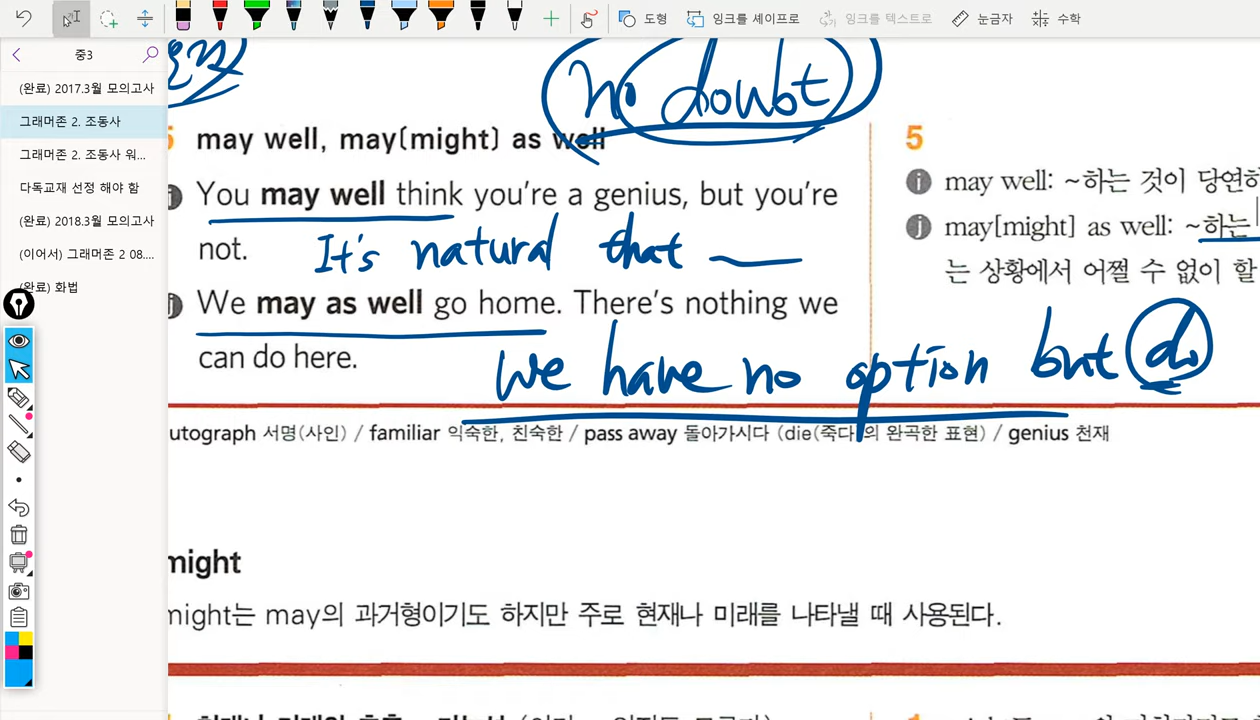 도형
잉크를 셰이프로
잉크를 텍스트로
눈금자
수학
중3
(완료) 2017.3월 모의고사
그래머존 2. 조동사
그래머존 2. 조동사 워...
다독교재 선정 해야 함
(완료) 2018.3월 모의고사
(이어서) 그래머존 2 08....
(완료) 화법
no doubt
5 may well, may[might] as well
i You may well think you're a genius, but you're
not.
It's natural that
j We may as well go home. There's nothing we
can do here.
We have no option but do
5
i may well: ~하는 것이 당연하
j may[might] as well: ~하는
는 상황에서 어쩔 수 없이 할
utograph 서명(사인) / familiar 익숙한, 친숙한 / pass away 돌아가시다 (die(죽다)의 완곡한 표현) / genius 천재
might
might는 may의 과거형이기도 하지만 주로 현재나 미래를 나타낼 때 사용된다.